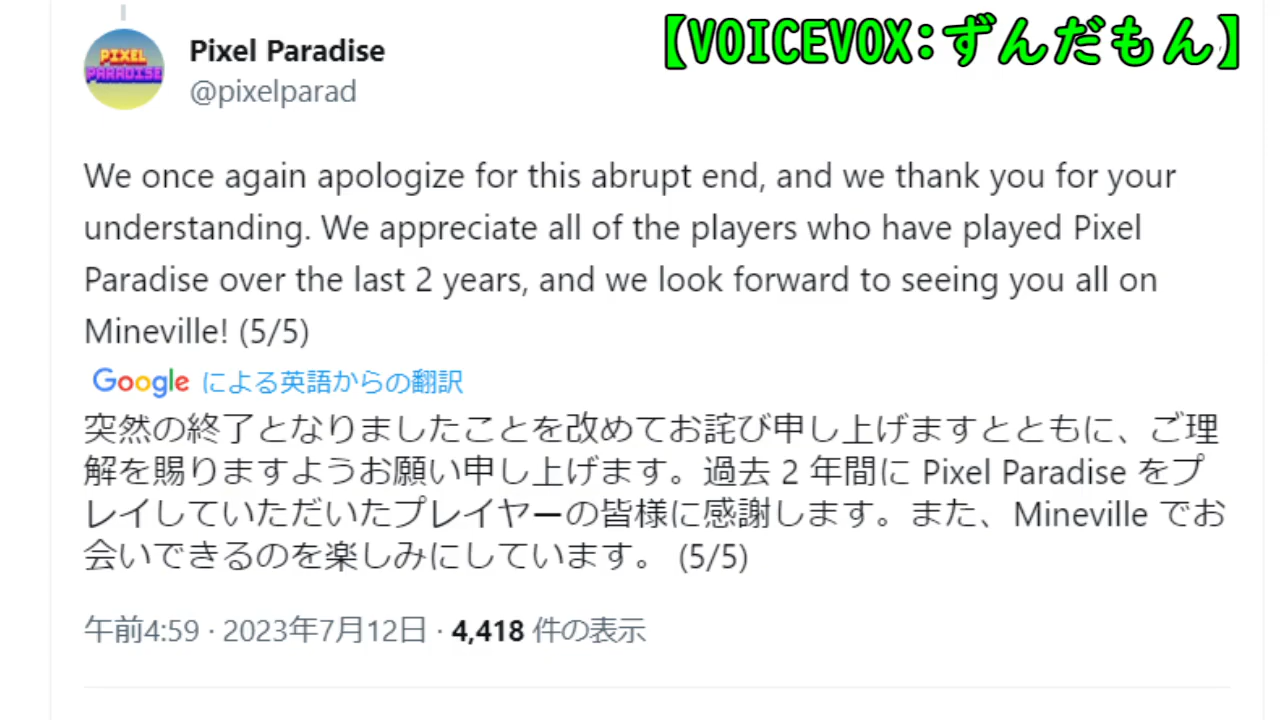 【VOICEVOX:ずんだもん】
PIXEL
PARADISE
Pixel Paradise
@pixelparad
We once again apologize for this abrupt end, and we thank you for your
understanding. We appreciate all of the players who have played Pixel
Paradise over the last 2 years, and we look forward to seeing you all on
Mineville! (5/5)
Google による英語からの翻訳
突然の終了となりましたことを改めてお詫び申し上げますとともに、ご理
解を賜りますようお願い申し上げます。過去 2 年間に Pixel Paradise をプ
レイしていただいたプレイヤーの皆様に感謝します。また、Mineville でお
会いできるのを楽しみにしています。 (5/5)
午前4:59 · 2023年7月12日 · 4,418 件の表示